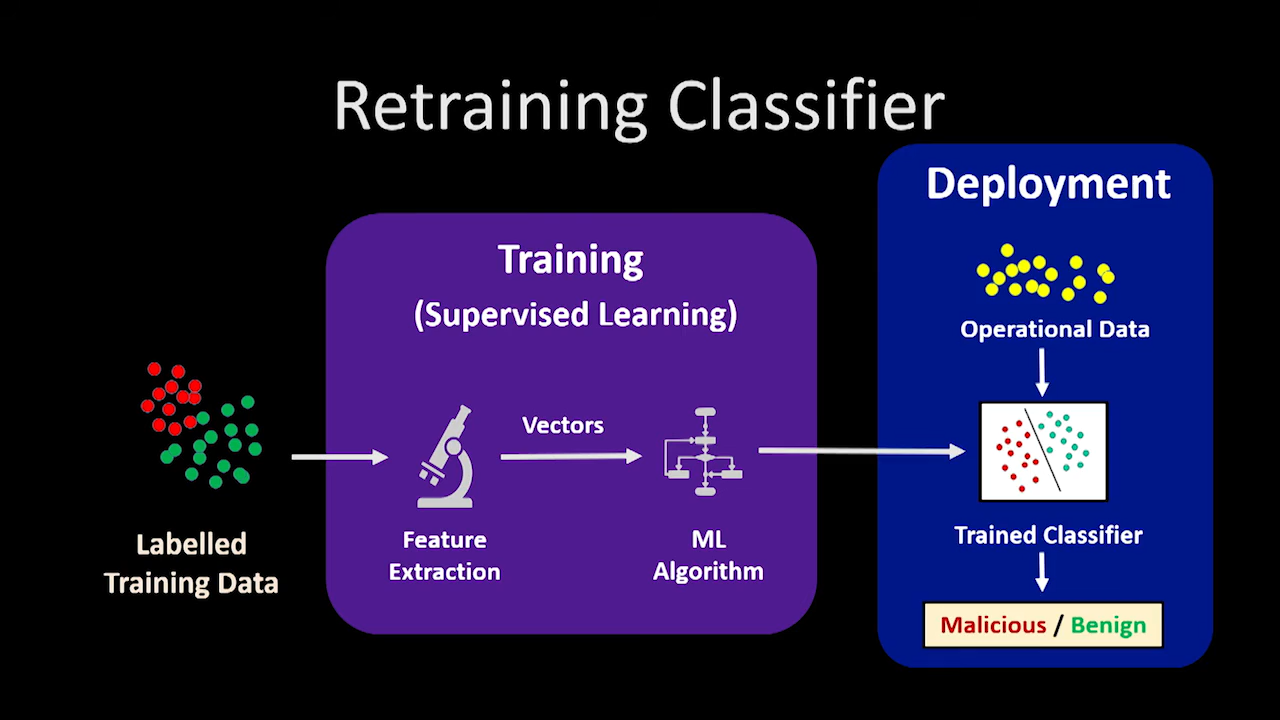 Retraining Classifier
Deployment
Training
(Supervised Learning)
Operational Data
Vectors
Labelled
Training Data
Feature
Extraction
ML
Algorithm
Trained Classifier
Malicious / Benign